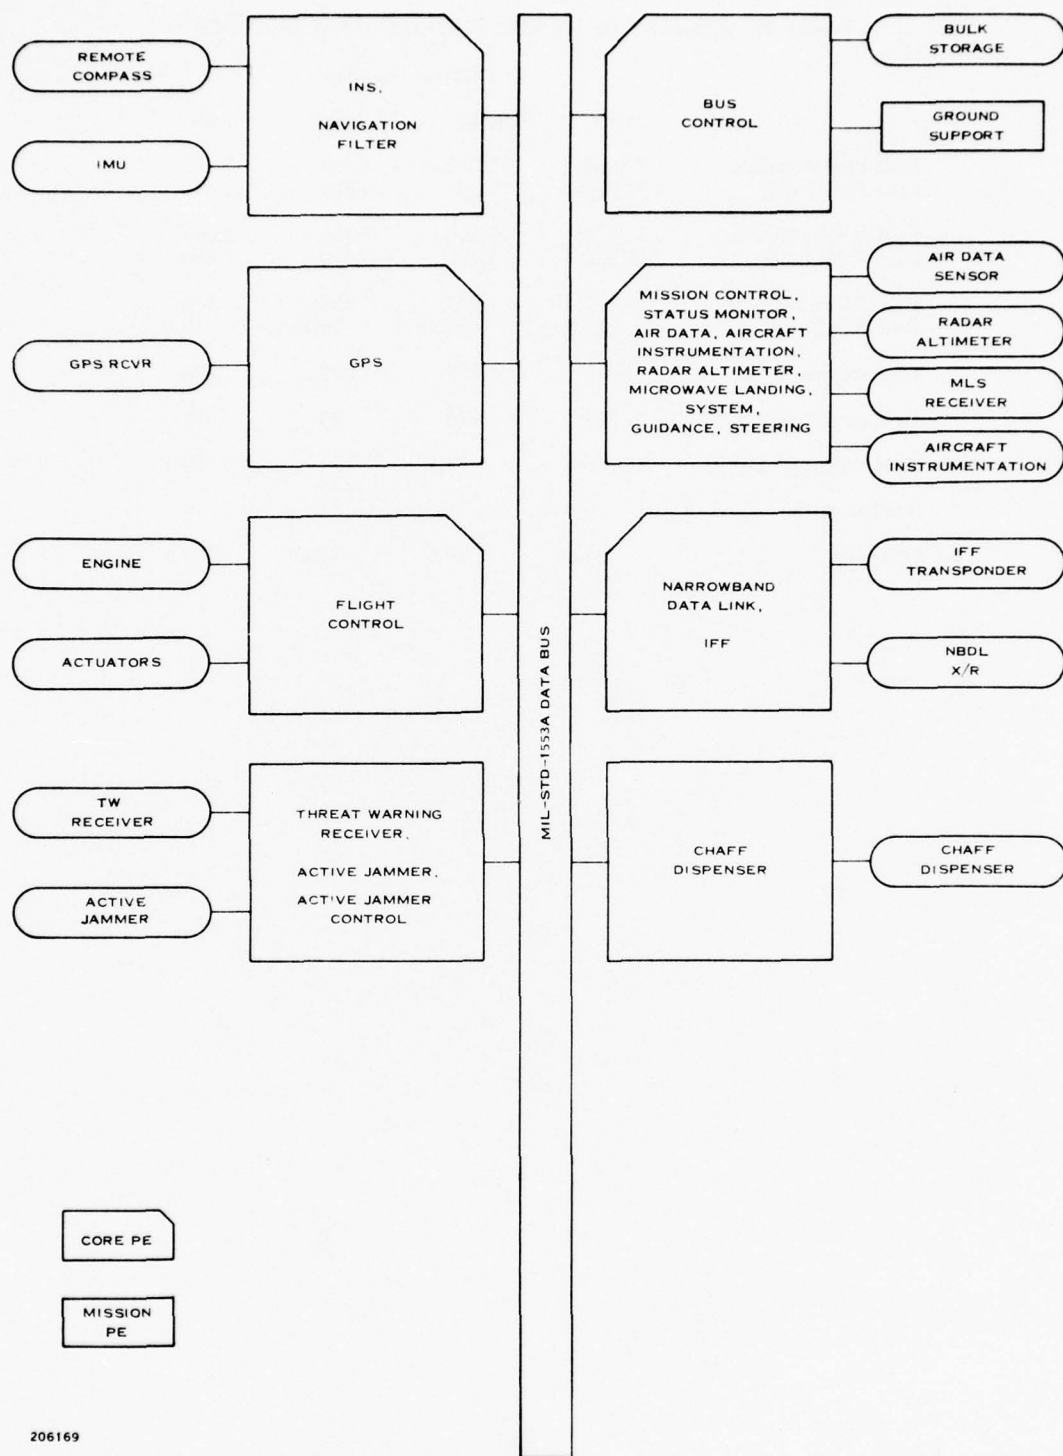 REMOTE
COMPASS
IMU
INS,
NAVIGATION
FILTER
BUS
CONTROL
BULK
STORAGE
GROUND
SUPPORT
GPS RCVR
GPS
MISSION CONTROL,
STATUS MONITOR,
AIR DATA, AIRCRAFT
INSTRUMENTATION,
RADAR ALTIMETER,
MICROWAVE LANDING,
SYSTEM,
GUIDANCE, STEERING
AIR DATA
SENSOR
RADAR
ALTIMETER
MLS
RECEIVER
AIRCRAFT
INSTRUMENTATION
ENGINE
ACTUATORS
FLIGHT
CONTROL
MIL-STD-1553A DATA BUS
NARROWBAND
DATA LINK,
IFF
IFF
TRANSPONDER
NBDL
X/R
TW
RECEIVER
ACTIVE
JAMMER
THREAT WARNING
RECEIVER,
ACTIVE JAMMER,
ACTIVE JAMMER
CONTROL
CHAFF
DISPENSER
CHAFF
DISPENSER
CORE PE
MISSION
PE
206169